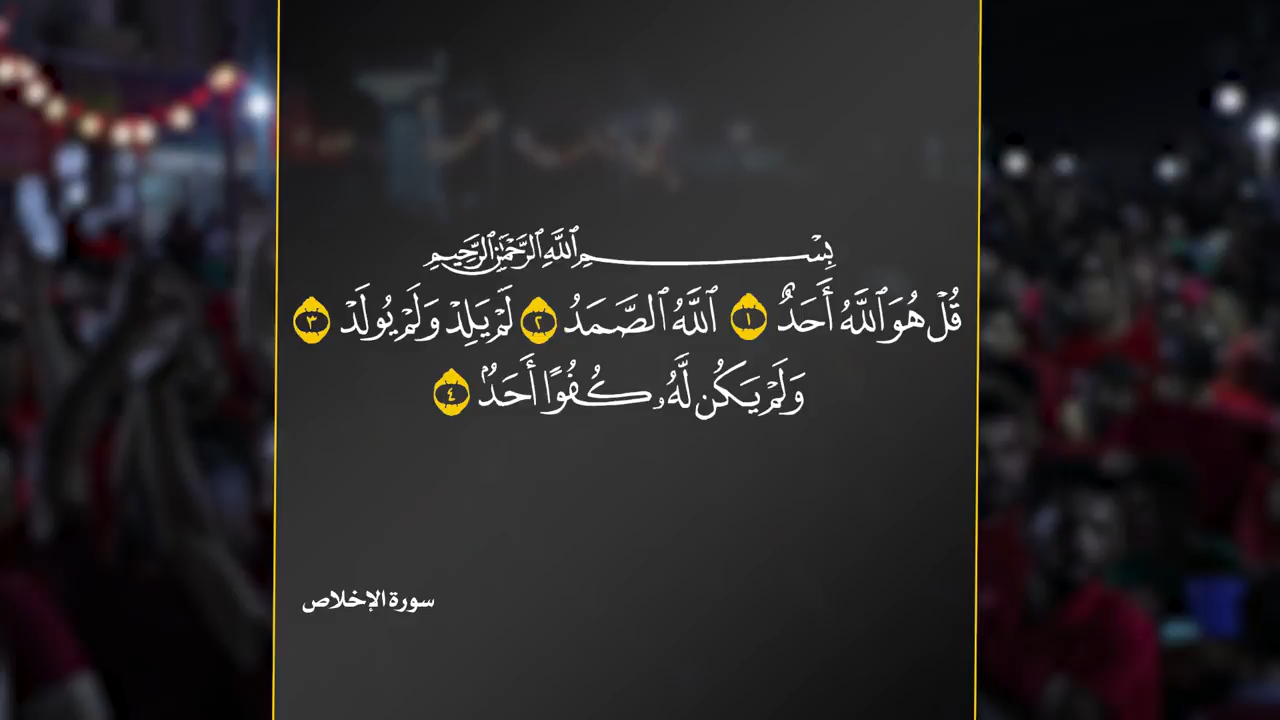 بِسْمِ ٱللَّهِ ٱلرَّحْمَٰنِ ٱلرَّحِيمِ
قُلْ هُوَ ٱللَّهُ أَحَدٌ ١ ٱللَّهُ ٱلصَّمَدُ ٢ لَمْ يَلِدْ وَلَمْ يُولَدْ ٣
وَلَمْ يَكُن لَّهُۥ كُفُوًا أَحَدٌۢ ٤
سورة الإخلاص